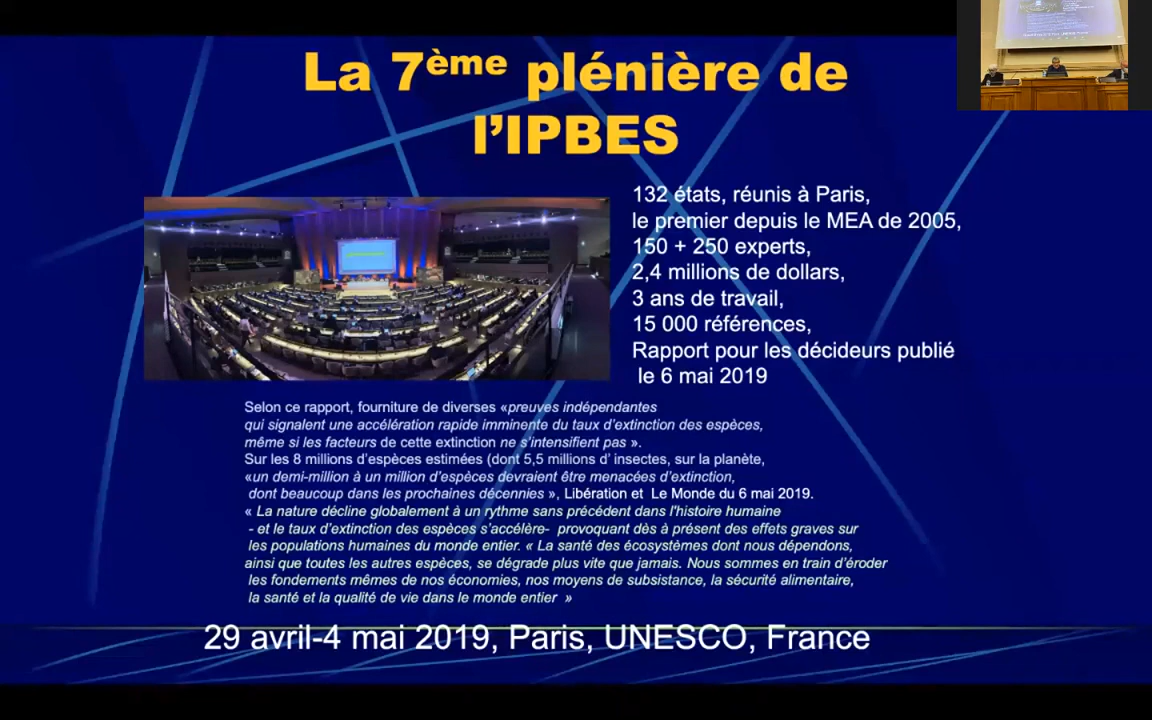 La 7ème plénière de
l’IPBES
132 états, réunis à Paris,
le premier depuis le MEA de 2005,
150 + 250 experts,
2,4 millions de dollars,
3 ans de travail,
15 000 références,
Rapport pour les décideurs publié
le 6 mai 2019
Selon ce rapport, fourniture de diverses «preuves indépendantes
qui signalent une accélération rapide imminente du taux d’extinction des espèces,
même si les facteurs de cette extinction ne s’intensifient pas ».
Sur les 8 millions d’espèces estimées (dont 5,5 millions d’ insectes, sur la planète,
«un demi-million à un million d’espèces devraient être menacées d’extinction,
dont beaucoup dans les prochaines décennies », Libération et Le Monde du 6 mai 2019.
« La nature décline globalement à un rythme sans précédent dans l'histoire humaine
- et le taux d’extinction des espèces s’accélère- provoquant dès à présent des effets graves sur
les populations humaines du monde entier. « La santé des écosystèmes dont nous dépendons,
ainsi que toutes les autres espèces, se dégrade plus vite que jamais. Nous sommes en train d’éroder
les fondements mêmes de nos économies, nos moyens de subsistance, la sécurité alimentaire,
la santé et la qualité de vie dans le monde entier »
29 avril-4 mai 2019, Paris, UNESCO, France